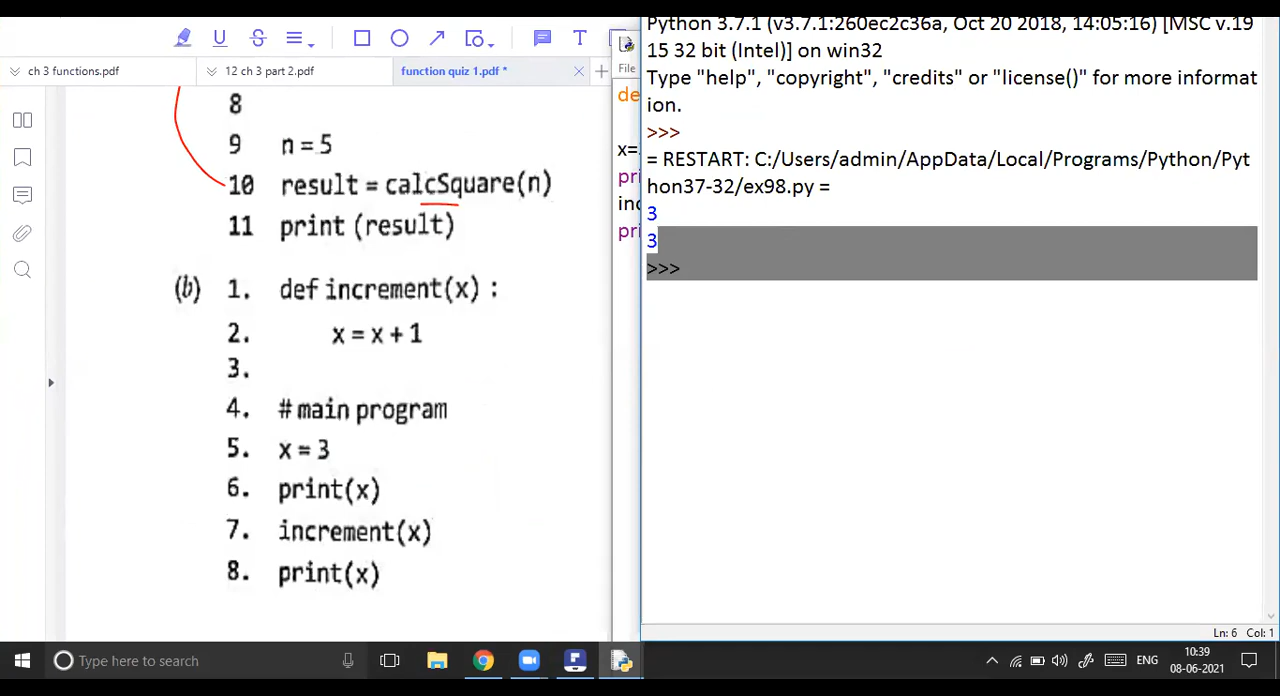 ch 3 functions.pdf
12 ch 3 part 2.pdf
function quiz 1.pdf *
8
9 n = 5
10 result = calcSquare(n)
11 print (result)
(b) 1. def increment(x) :
2. x = x + 1
3.
4. # main program
5. x = 3
6. print(x)
7. increment(x)
8. print(x)
File
de
x=
pri
inc
pri
Python 3.7.1 (v3.7.1:260ec2c36a, Oct 20 2018, 14:05:16) [MSC v.19
15 32 bit (Intel)] on win32
Type "help", "copyright", "credits" or "license()" for more informat
ion.
>>>
= RESTART: C:/Users/admin/AppData/Local/Programs/Python/Pyt
hon37-32/ex98.py =
3
3
>>>
Ln: 6 Col: 1
Type here to search
ENG
10:39
08-06-2021